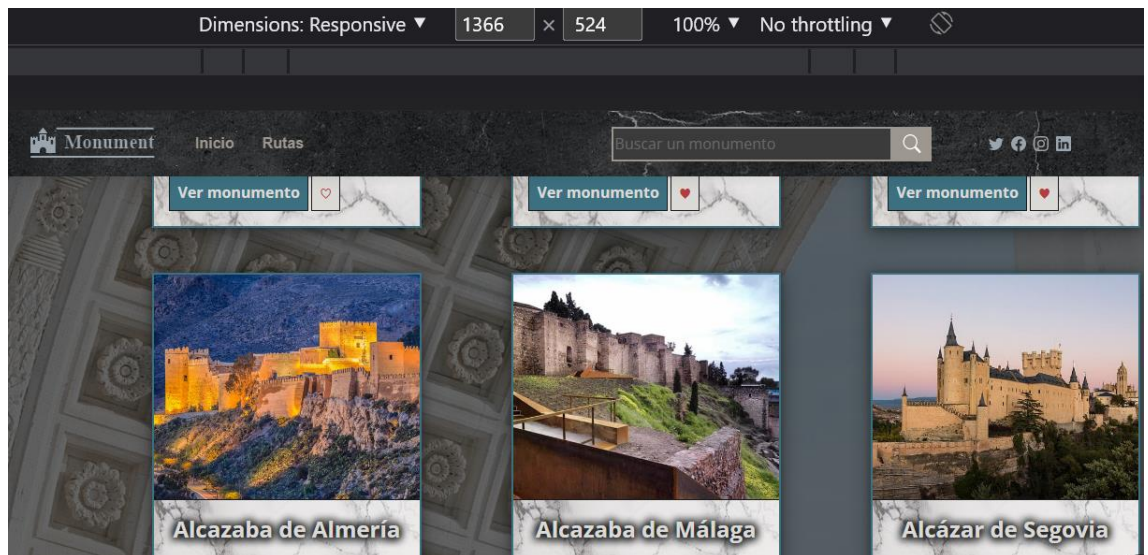 Dimensions: Responsive ▼ 1366 × 524 100% ▼ No throttling ▼
Monument Inicio Rutas Buscar un monumento
Ver monumento Ver monumento Ver monumento
Alcazaba de Almería Alcazaba de Málaga Alcázar de Segovia